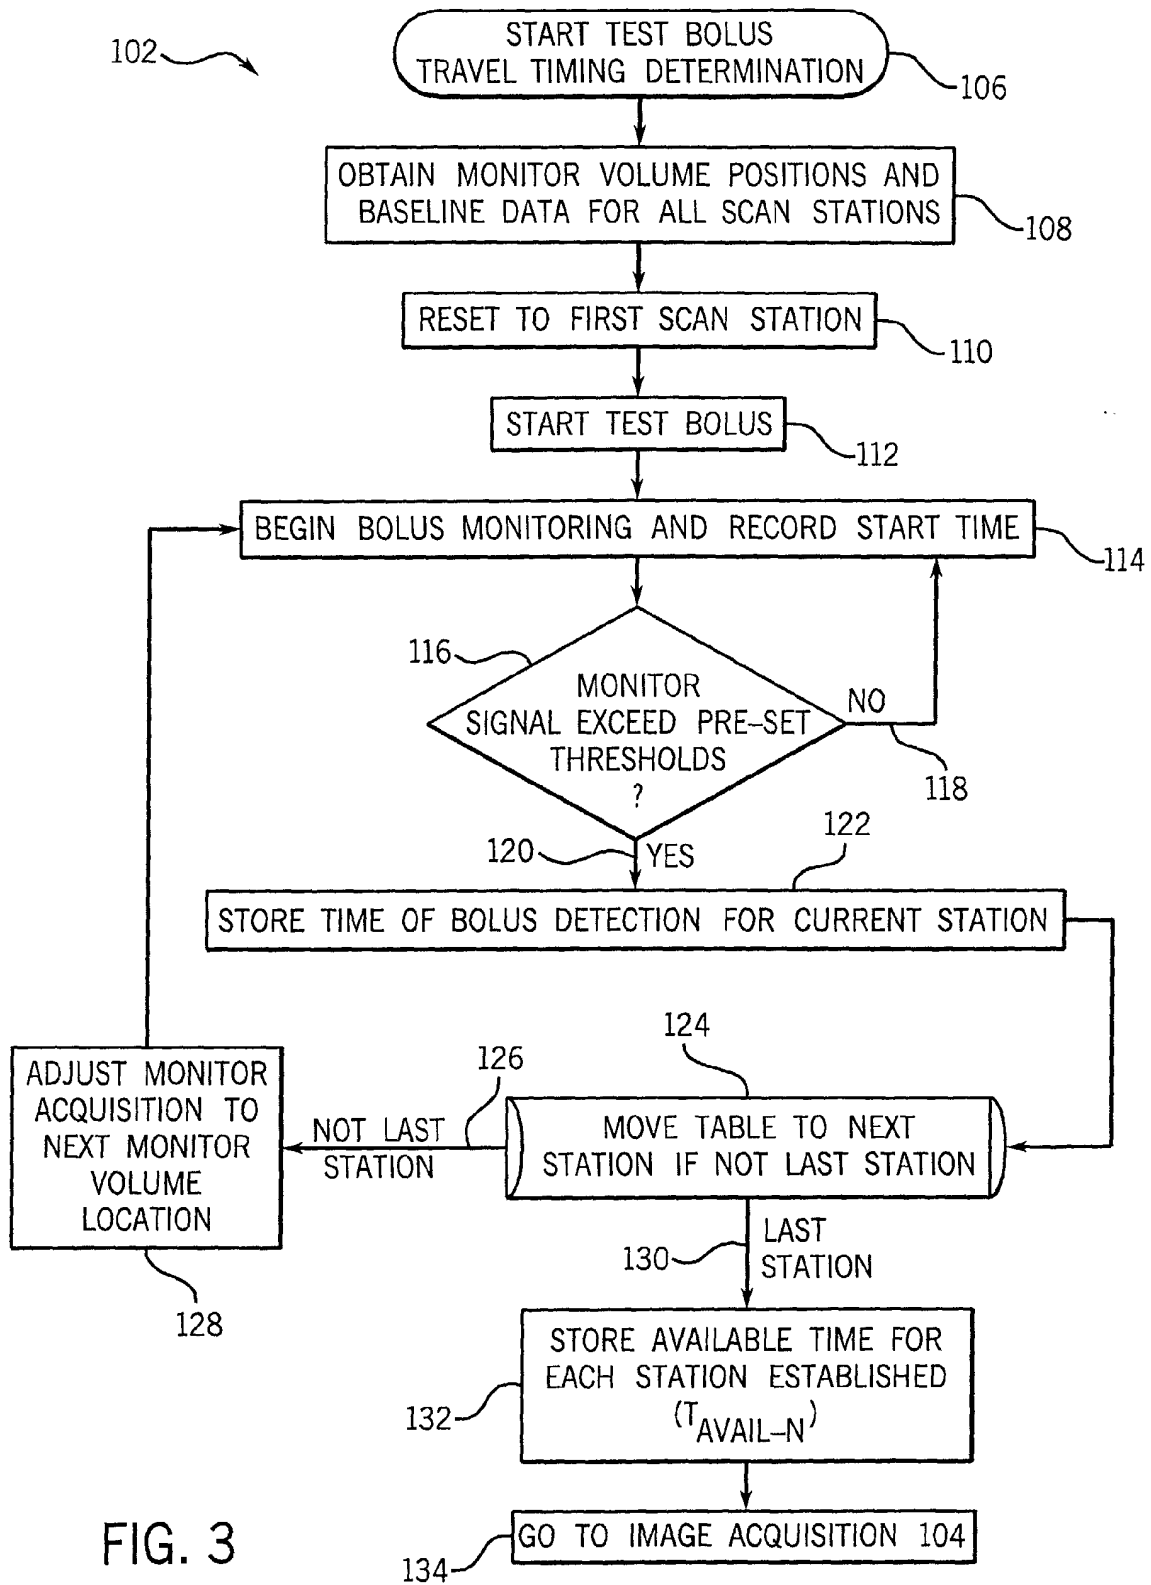 102
START TEST BOLUS
TRAVEL TIMING DETERMINATION
106
OBTAIN MONITOR VOLUME POSITIONS AND
BASELINE DATA FOR ALL SCAN STATIONS
108
RESET TO FIRST SCAN STATION
110
START TEST BOLUS
112
BEGIN BOLUS MONITORING AND RECORD START TIME
114
116
MONITOR
SIGNAL EXCEED PRE-SET
THRESHOLDS
?
NO
118
120
YES
122
STORE TIME OF BOLUS DETECTION FOR CURRENT STATION
124
MOVE TABLE TO NEXT
STATION IF NOT LAST STATION
126
NOT LAST
STATION
ADJUST MONITOR
ACQUISITION TO
NEXT MONITOR
VOLUME
LOCATION
128
130
LAST
STATION
STORE AVAILABLE TIME FOR
EACH STATION ESTABLISHED
(TAVAIL-N)
132
GO TO IMAGE ACQUISITION 104
134
FIG. 3